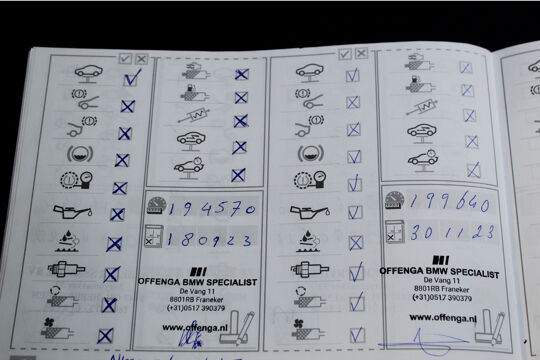 194570
180923
OFFENGA BMW SPECIALIST
De Vang 11
8801RB Franeker
(+31)0517 390379
www.offenga.nl
199640
301123
OFFENGA BMW SPECIALIST
De Vang 11
8801RB Franeker
(+31)0517 390379
www.offenga.nl